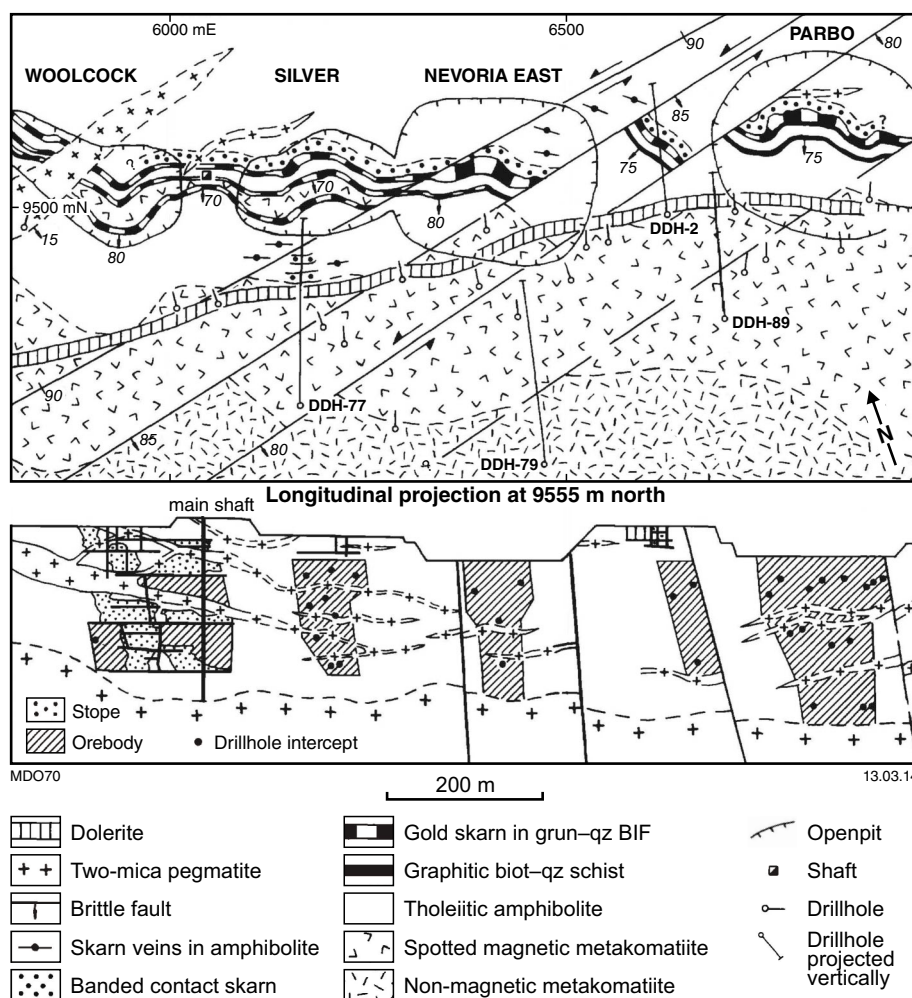 6000 mE
6500
90
PARBO
80
WOOLCOCK
SILVER
NEVORIA EAST
85
75
?
?
75
70
70
9500 mN
80
15
80
DDH-2
DDH-89
90
DDH-77
85
80
DDH-79
N
Longitudinal projection at 9555 m north
main shaft
Stope
Orebody
Drillhole intercept
MDO70
13.03.14
200 m
Dolerite
Gold skarn in grun–qz BIF
Openpit
Two-mica pegmatite
Graphitic biot–qz schist
Shaft
Brittle fault
Tholeiitic amphibolite
Drillhole
Skarn veins in amphibolite
Spotted magnetic metakomatiite
Drillhole
projected
vertically
Banded contact skarn
Non-magnetic metakomatiite